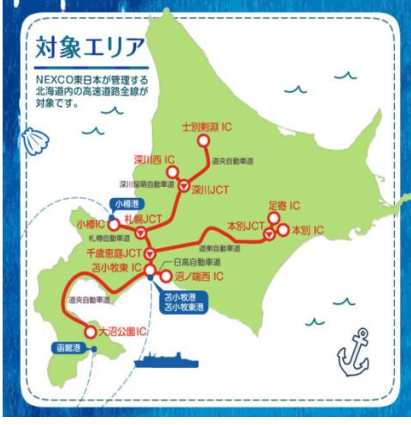 対象エリア
NEXCO東日本が管理する
北海道内の高速道路全線が
対象です。
士別剣淵 IC
深川西 IC
道央自動車道
深川留萌自動車道
深川JCT
小樽港
足寄 IC
小樽IC
札幌JCT
本別JCT
本別 IC
札樽自動車道
道東自動車道
千歳恵庭JCT
日高自動車道
苫小牧東 IC
沼ノ端西 IC
道央自動車道
苫小牧港
苫小牧東港
大沼公園IC
函館港